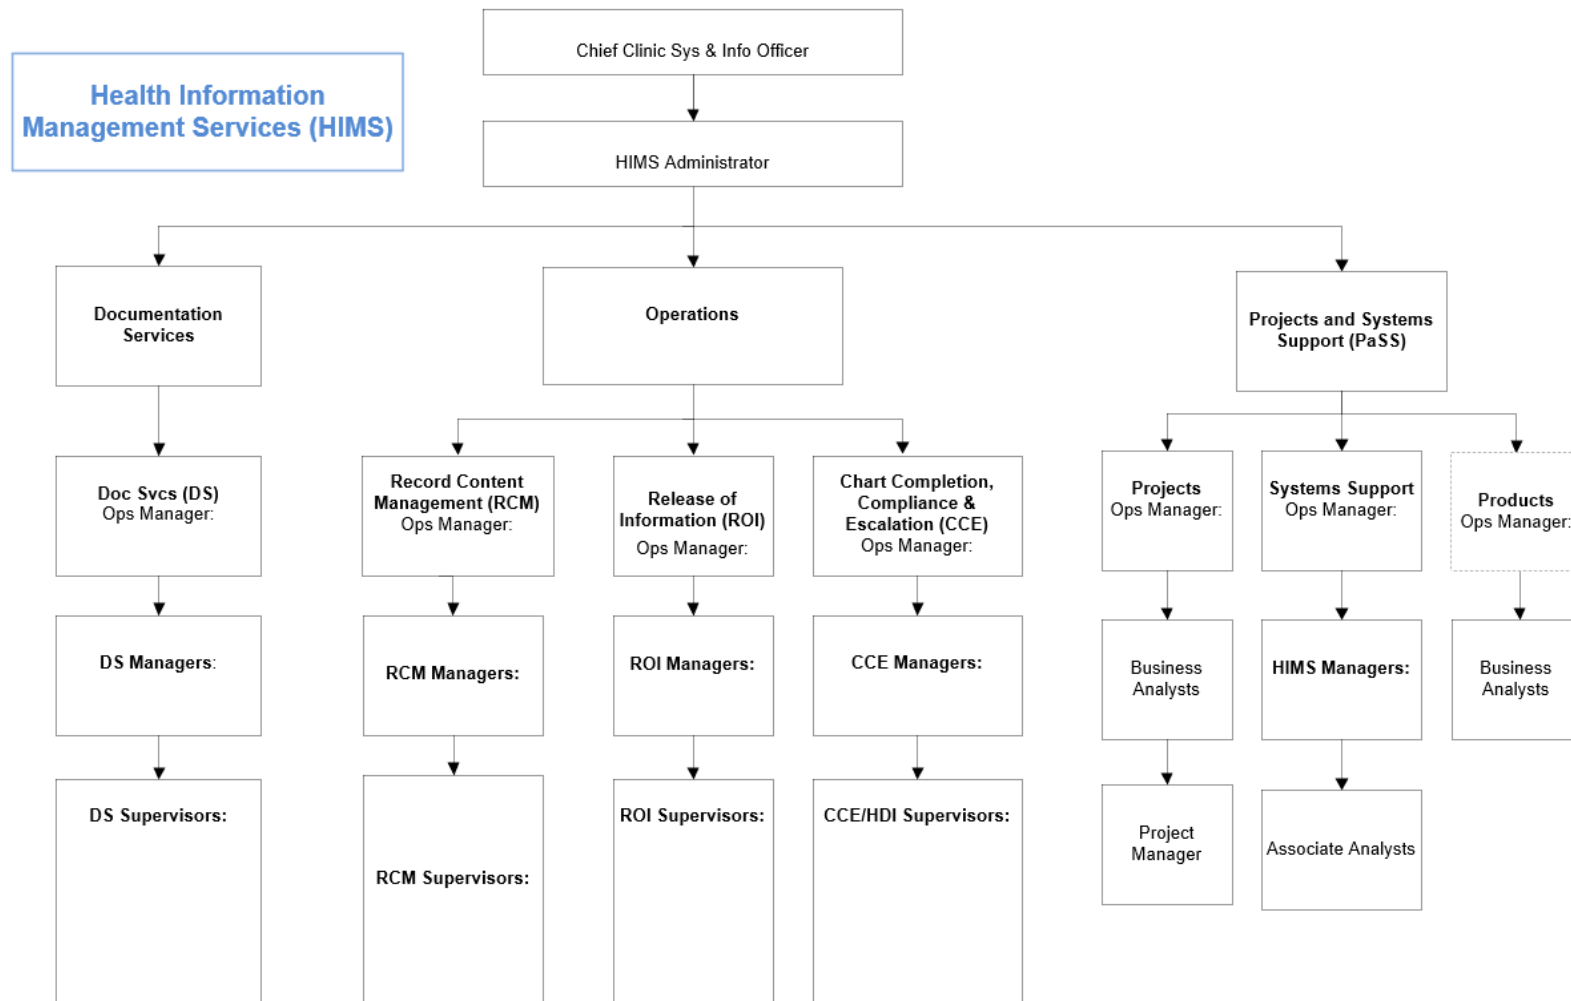 Chief Clinic Sys & Info Officer
Health Information
Management Services (HIMS)
HIMS Administrator
Documentation
Services
Operations
Projects and Systems
Support (PaSS)
Doc Svcs (DS)
Ops Manager:
Record Content
Management (RCM)
Ops Manager:
Release of
Information (ROI)
Ops Manager:
Chart Completion,
Compliance &
Escalation (CCE)
Ops Manager:
Projects
Ops Manager:
Systems Support
Ops Manager:
Products
Ops Manager:
DS Managers:
RCM Managers:
ROI Managers:
CCE Managers:
Business
Analysts
HIMS Managers:
Business
Analysts
DS Supervisors:
RCM Supervisors:
ROI Supervisors:
CCE/HDI Supervisors:
Project
Manager
Associate Analysts